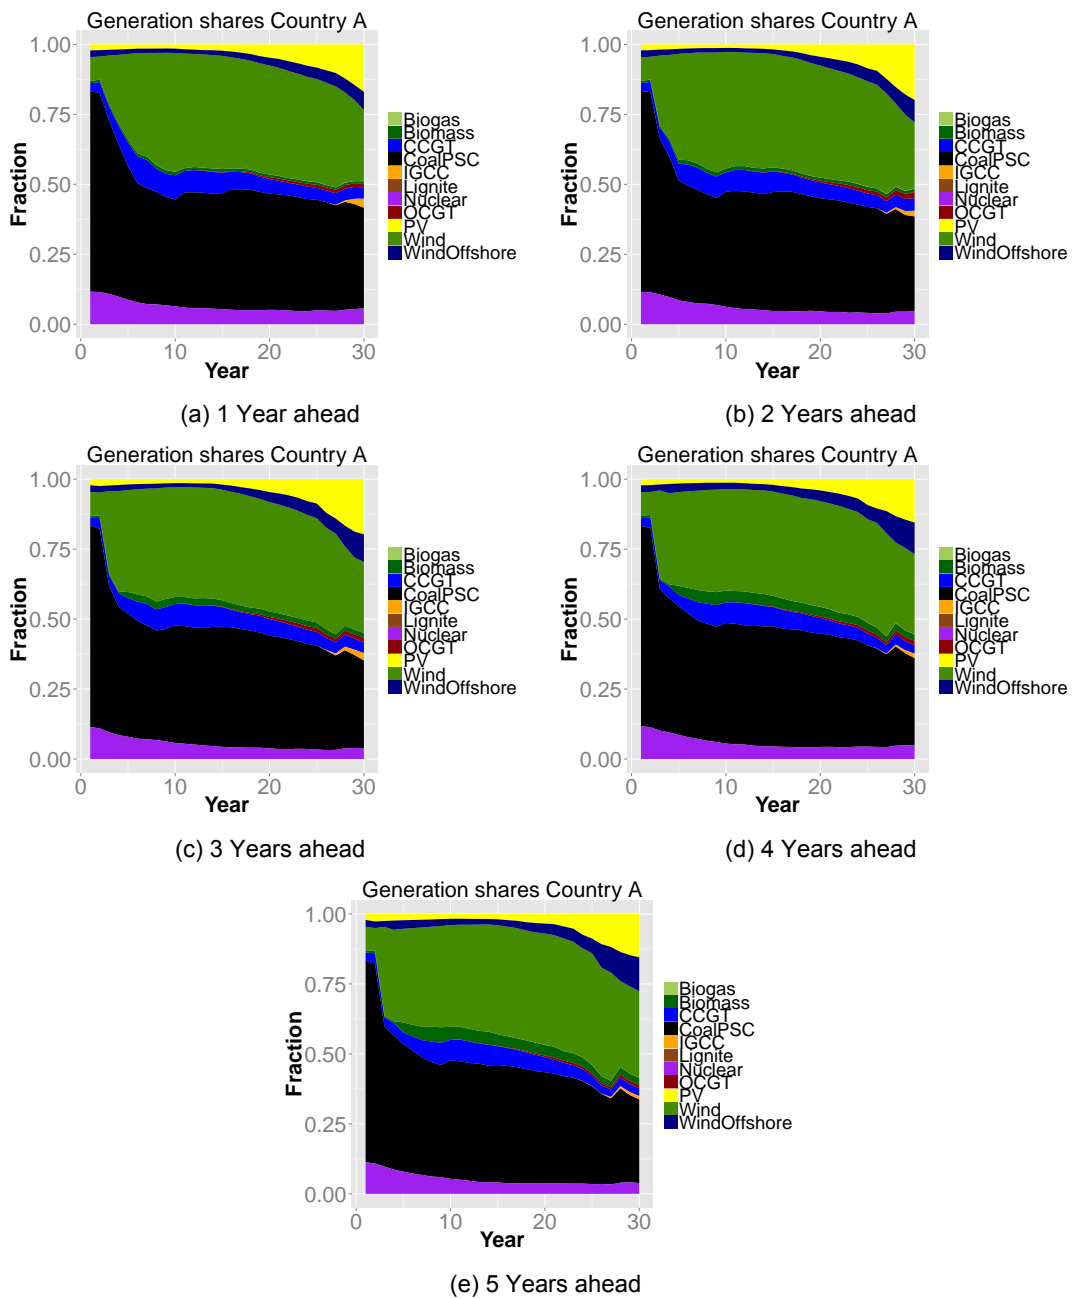 Generation shares Country A
1.00
0.75
0.50
0.25
0.00
Fraction
0 10 20 30
Year
Biogas
Biomass
CCGT
CoalPSC
IGCC
Lignite
Nuclear
OCGT
PV
Wind
WindOffshore
(a) 1 Year ahead
Generation shares Country A
1.00
0.75
0.50
0.25
0.00
Fraction
0 10 20 30
Year
Biogas
Biomass
CCGT
CoalPSC
IGCC
Lignite
Nuclear
OCGT
PV
Wind
WindOffshore
(b) 2 Years ahead
Generation shares Country A
1.00
0.75
0.50
0.25
0.00
Fraction
0 10 20 30
Year
Biogas
Biomass
CCGT
CoalPSC
IGCC
Lignite
Nuclear
OCGT
PV
Wind
WindOffshore
(c) 3 Years ahead
Generation shares Country A
1.00
0.75
0.50
0.25
0.00
Fraction
0 10 20 30
Year
Biogas
Biomass
CCGT
CoalPSC
IGCC
Lignite
Nuclear
OCGT
PV
Wind
WindOffshore
(d) 4 Years ahead
Generation shares Country A
1.00
0.75
0.50
0.25
0.00
Fraction
0 10 20 30
Year
Biogas
Biomass
CCGT
CoalPSC
IGCC
Lignite
Nuclear
OCGT
PV
Wind
WindOffshore
(e) 5 Years ahead